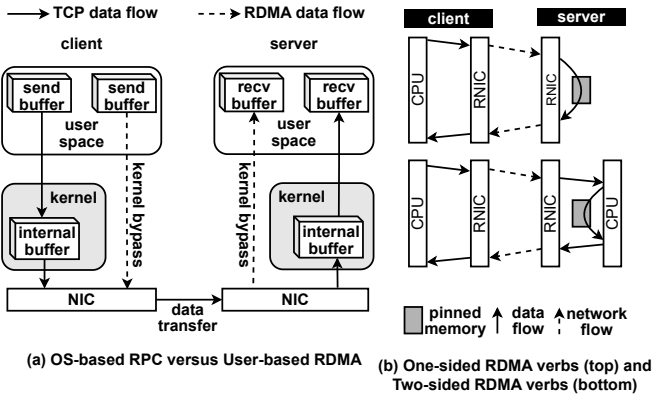 TCP data flow
RDMA data flow
client
server
send
buffer
send
buffer
recv
buffer
recv
buffer
user
space
user
space
kernel
kernel
kernel bypass
kernel bypass
internal
buffer
internal
buffer
NIC
NIC
data
transfer
(a) OS-based RPC versus User-based RDMA
client
server
CPU
RNIC
RNIC
CPU
RNIC
RNIC
CPU
pinned
memory
data
flow
network
flow
(b) One-sided RDMA verbs (top) and
Two-sided RDMA verbs (bottom)